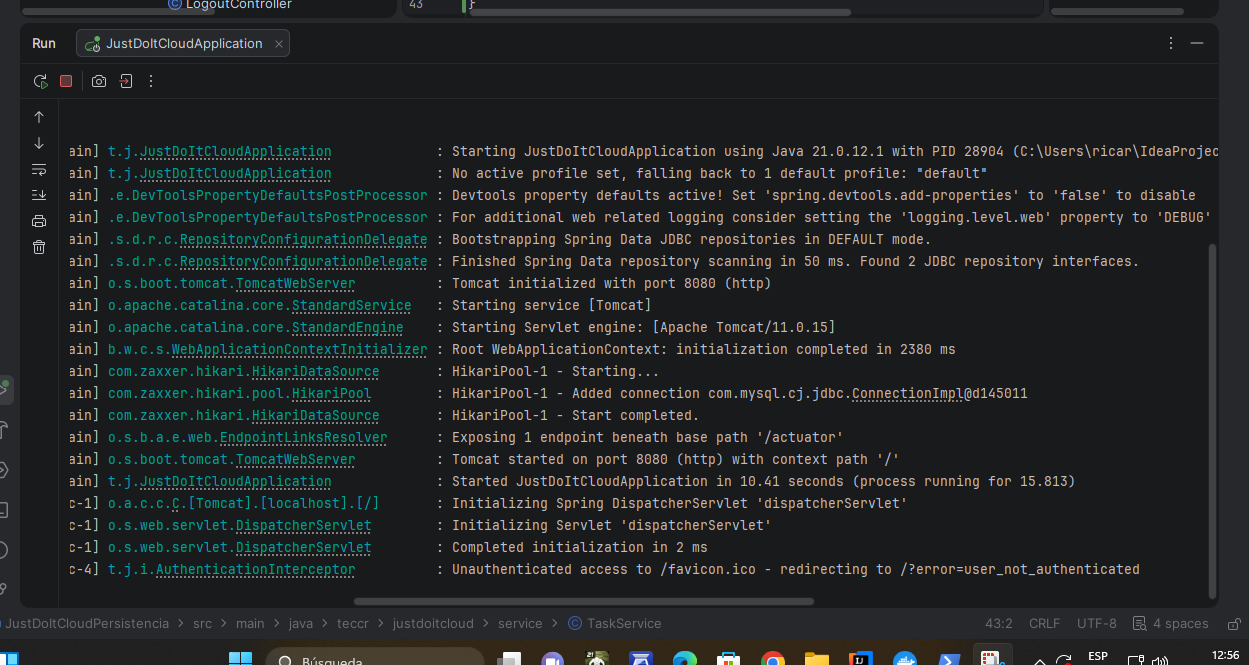 LogoutController
43 }
Run JustDoItCloudApplication
ain] t.j.JustDoItCloudApplication : Starting JustDoItCloudApplication using Java 21.0.12.1 with PID 28904 (C:\Users\ricar\IdeaProjec
ain] t.j.JustDoItCloudApplication : No active profile set, falling back to 1 default profile: "default"
ain] .e.DevToolsPropertyDefaultsPostProcessor : Devtools property defaults active! Set 'spring.devtools.add-properties' to 'false' to disable
ain] .e.DevToolsPropertyDefaultsPostProcessor : For additional web related logging consider setting the 'logging.level.web' property to 'DEBUG'
ain] .s.d.r.c.RepositoryConfigurationDelegate : Bootstrapping Spring Data JDBC repositories in DEFAULT mode.
ain] .s.d.r.c.RepositoryConfigurationDelegate : Finished Spring Data repository scanning in 50 ms. Found 2 JDBC repository interfaces.
ain] o.s.boot.tomcat.TomcatWebServer : Tomcat initialized with port 8080 (http)
ain] o.apache.catalina.core.StandardService : Starting service [Tomcat]
ain] o.apache.catalina.core.StandardEngine : Starting Servlet engine: [Apache Tomcat/11.0.15]
ain] b.w.c.s.WebApplicationContextInitializer : Root WebApplicationContext: initialization completed in 2380 ms
ain] com.zaxxer.hikari.HikariDataSource : HikariPool-1 - Starting...
ain] com.zaxxer.hikari.pool.HikariPool : HikariPool-1 - Added connection com.mysql.cj.jdbc.ConnectionImpl@d145011
ain] com.zaxxer.hikari.HikariDataSource : HikariPool-1 - Start completed.
ain] o.s.b.a.e.web.EndpointLinksResolver : Exposing 1 endpoint beneath base path '/actuator'
ain] o.s.boot.tomcat.TomcatWebServer : Tomcat started on port 8080 (http) with context path '/'
ain] t.j.JustDoItCloudApplication : Started JustDoItCloudApplication in 10.41 seconds (process running for 15.813)
c-1] o.a.c.c.C.[Tomcat].[localhost].[/] : Initializing Spring DispatcherServlet 'dispatcherServlet'
c-1] o.s.web.servlet.DispatcherServlet : Initializing Servlet 'dispatcherServlet'
c-1] o.s.web.servlet.DispatcherServlet : Completed initialization in 2 ms
c-4] t.j.i.AuthenticationInterceptor : Unauthenticated access to /favicon.ico - redirecting to /?error=user_not_authenticated
JustDoItCloudPersistencia > src > main > java > teccr > justdoitcloud > service > TaskService 43:2 CRLF UTF-8 4 spaces
Búsqueda ESP 12:56